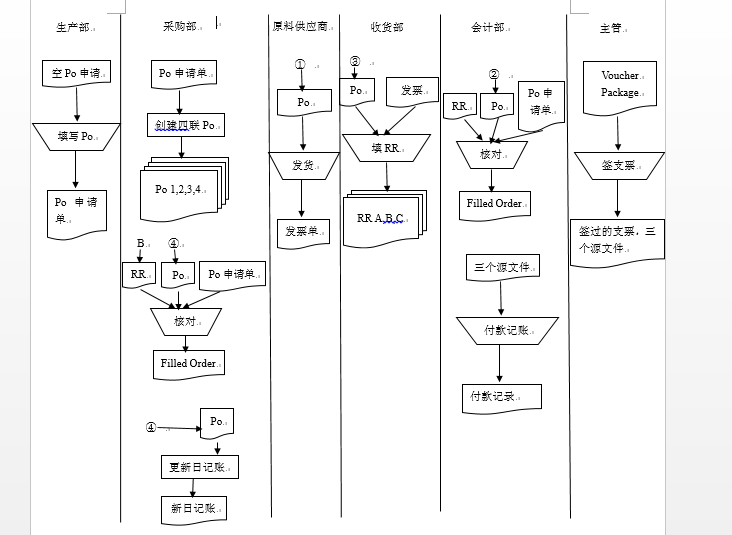 生产部
采购部
原料供应商
收货部
会计部
主管
空 Po 申请
填写 Po
Po 申请
单
Po 申请单
创建四联 Po
Po 1,2,3,4
B
④
RR
Po
Po 申请单
核对
Filled Order
④
Po
更新日记账
新日记账
①
Po
发货
发票单
③
Po
发票
填 RR
RR A,B,C
②
RR
Po
Po 申
请单
核对
Filled Order
三个源文件
付款记账
付款记录
Voucher
Package
签支票
签过的支票，三
个源文件